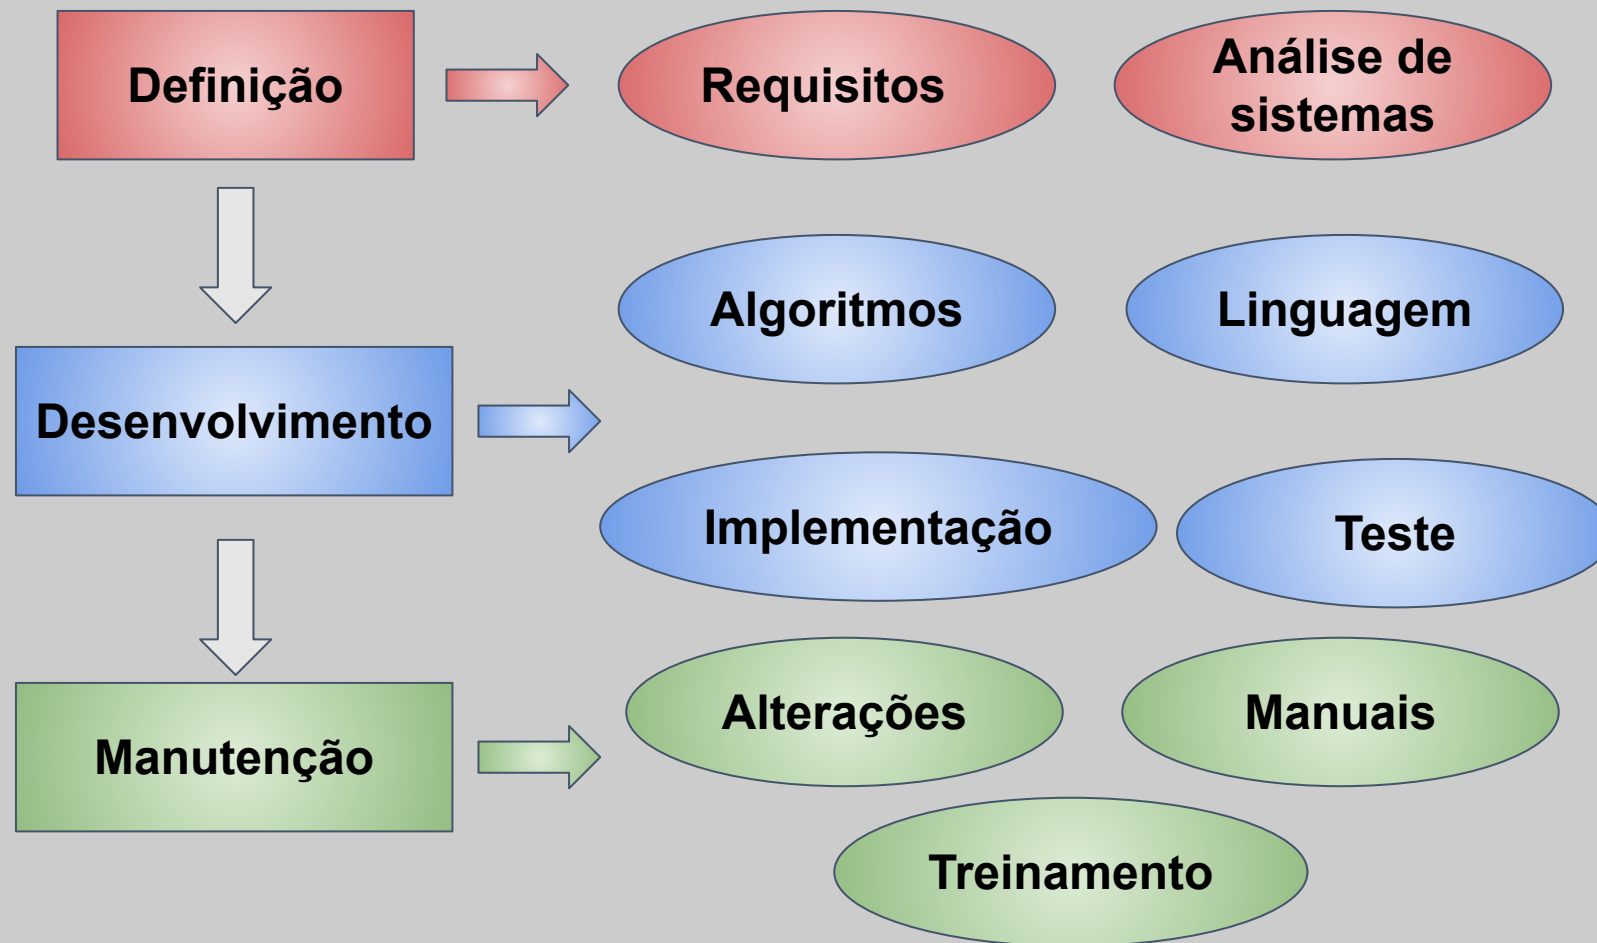 Definição
Requisitos
Análise de
sistemas
Algoritmos
Linguagem
Desenvolvimento
Implementação
Teste
Alterações
Manuais
Manutenção
Treinamento